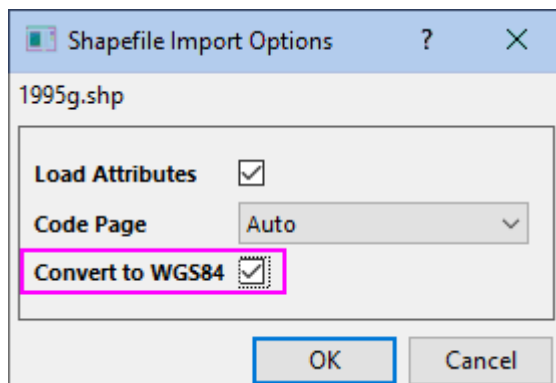 Shapefile Import Options ?
1995g.shp
Load Attributes
Code Page Auto
Convert to WGS84
OK Cancel